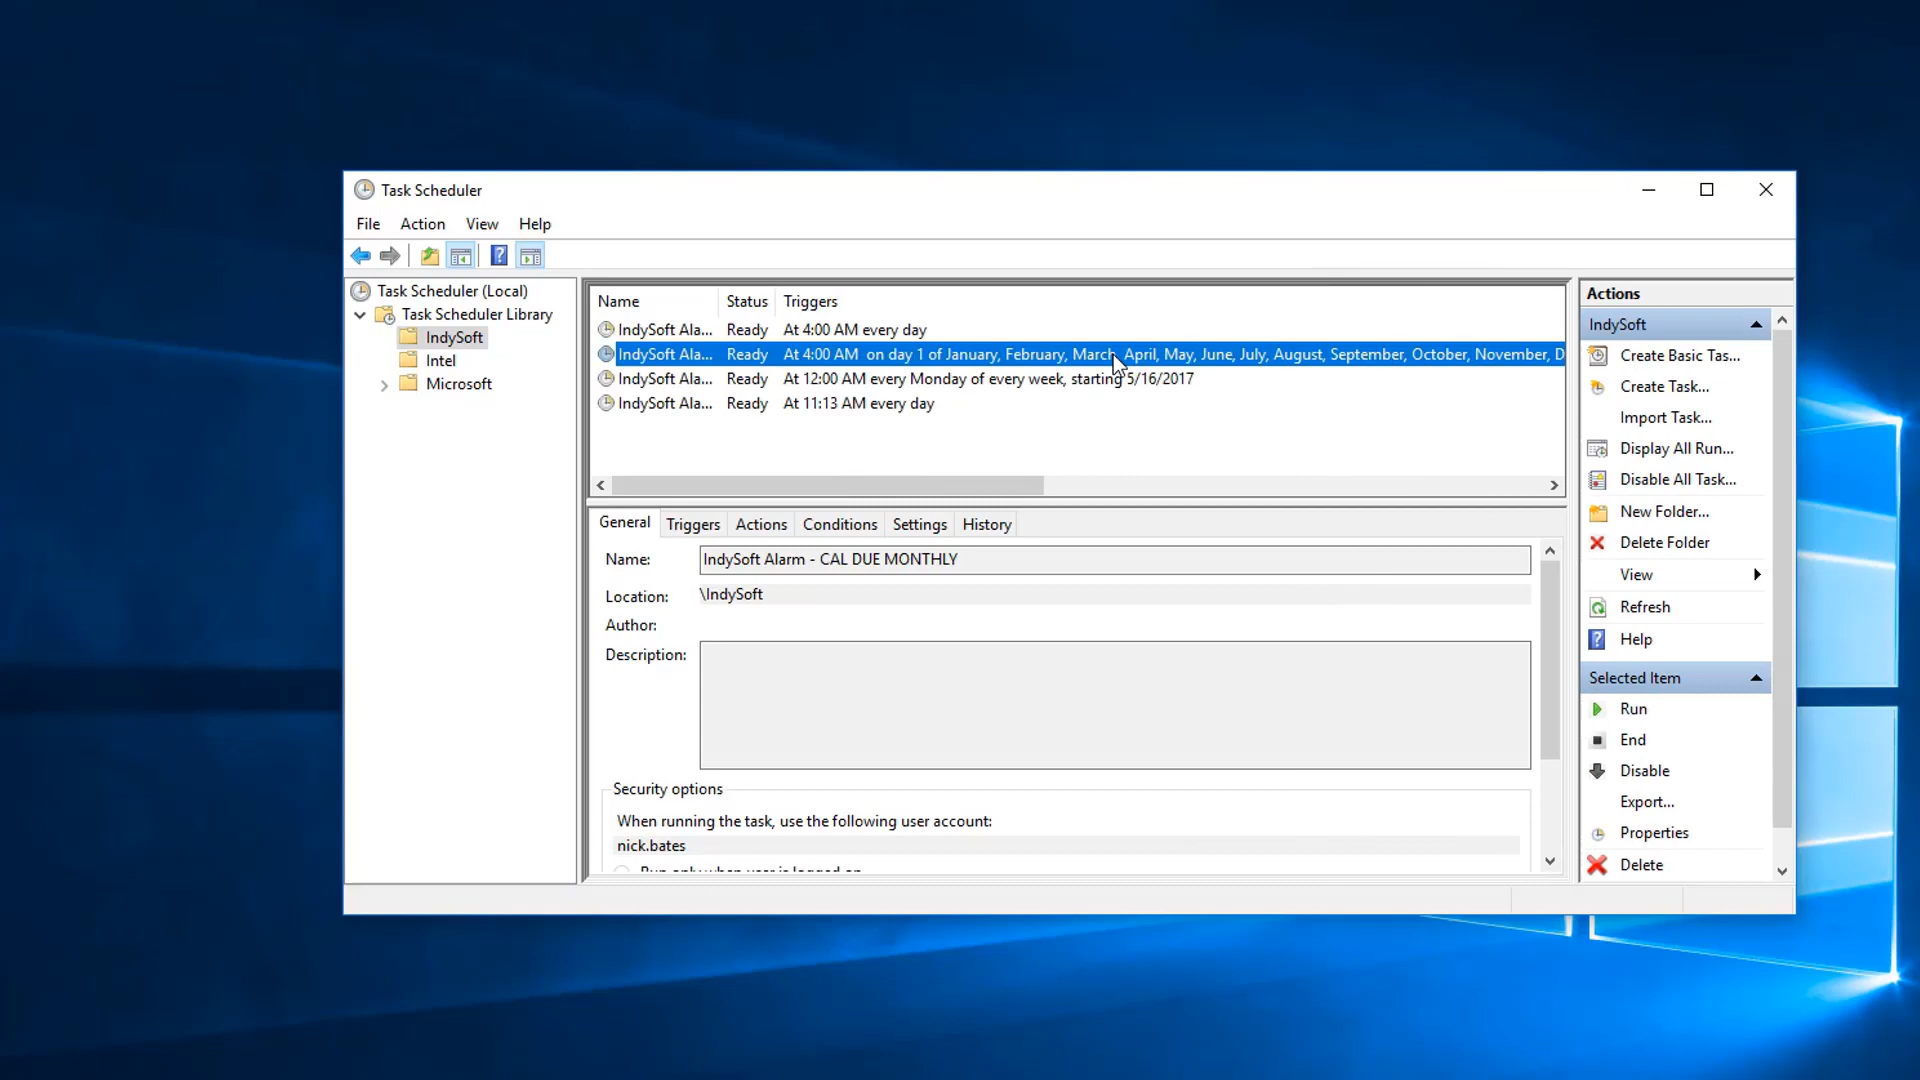 Task Scheduler
File Action View Help
Task Scheduler (Local)
Task Scheduler Library
IndySoft
Intel
Microsoft
Name Status Triggers
IndySoft Ala... Ready At 4:00 AM every day
IndySoft Ala... Ready At 4:00 AM on day 1 of January, February, March, April, May, June, July, August, September, October, November, D
IndySoft Ala... Ready At 12:00 AM every Monday of every week, starting 5/16/2017
IndySoft Ala... Ready At 11:13 AM every day
General Triggers Actions Conditions Settings History
Name: IndySoft Alarm - CAL DUE MONTHLY
Location: \IndySoft
Author:
Description:
Security options
When running the task, use the following user account:
nick.bates
Run only when user is logged on
Actions
IndySoft
Create Basic Tas...
Create Task...
Import Task...
Display All Run...
Disable All Task...
New Folder...
Delete Folder
View
Refresh
Help
Selected Item
Run
End
Disable
Export...
Properties
Delete